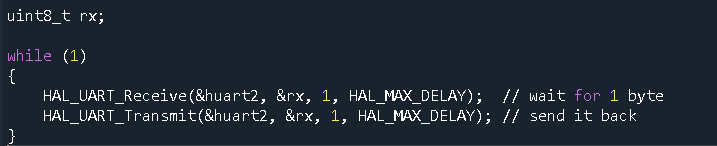 uint8_t rx;
while (1)
{
HAL_UART_Receive(&huart2, &rx, 1, HAL_MAX_DELAY);  // wait for 1 byte
HAL_UART_Transmit(&huart2, &rx, 1, HAL_MAX_DELAY); // send it back
}